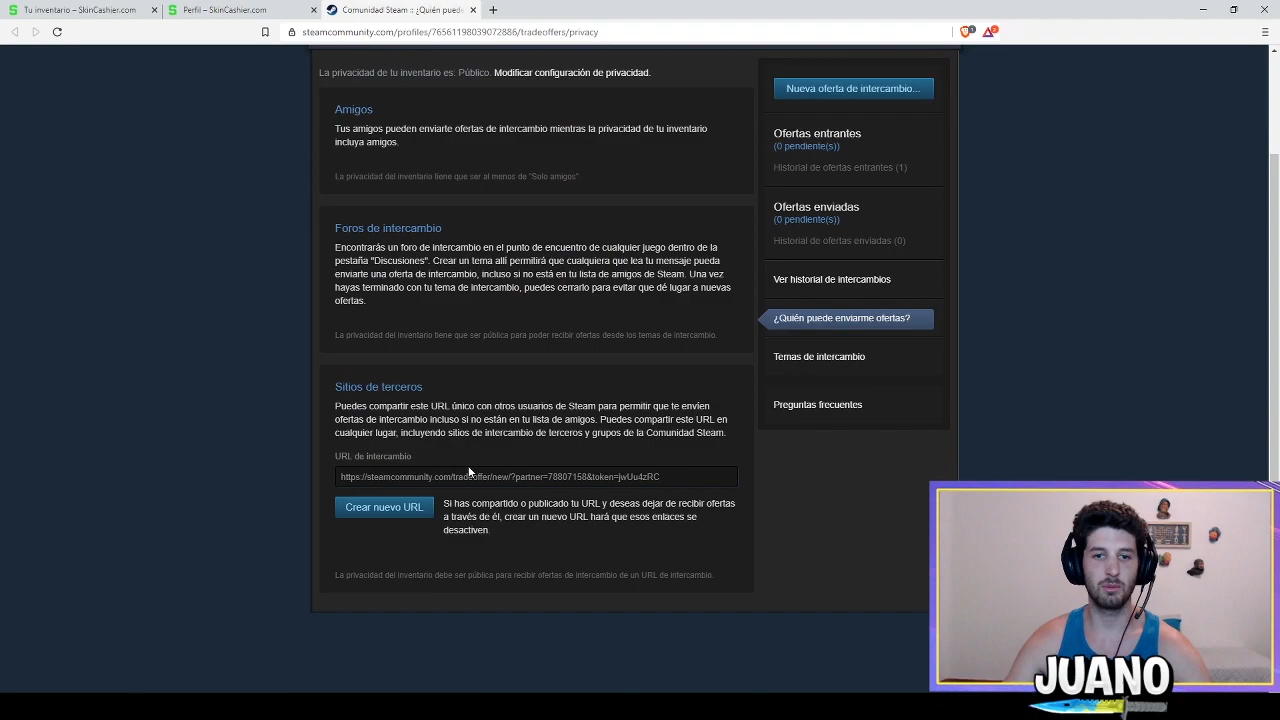 Tu inventario – SkinCashier.com
Perfil – SkinCashier.com
Comunidad Steam :: ¿Quién puede
steamcommunity.com/profiles/76561198039072886/tradeoffers/privacy
La privacidad de tu inventario es: Público. Modificar configuración de privacidad.
Amigos
Tus amigos pueden enviarte ofertas de intercambio mientras la privacidad de tu inventario
incluya amigos.
La privacidad del inventario tiene que ser al menos de "Solo amigos".
Foros de intercambio
Encontrarás un foro de intercambio en el punto de encuentro de cualquier juego dentro de la
pestaña "Discusiones". Crear un tema allí permitirá que cualquiera que lea tu mensaje pueda
enviarte una oferta de intercambio, incluso si no está en tu lista de amigos de Steam. Una vez
hayas terminado con tu tema de intercambio, puedes cerrarlo para evitar que dé lugar a nuevas
ofertas.
La privacidad del inventario tiene que ser pública para poder recibir ofertas desde los temas de intercambio.
Sitios de terceros
Puedes compartir este URL único con otros usuarios de Steam para permitir que te envíen
ofertas de intercambio incluso si no están en tu lista de amigos. Puedes compartir este URL en
cualquier lugar, incluyendo sitios de intercambio de terceros y grupos de la Comunidad Steam.
URL de intercambio
https://steamcommunity.com/tradeoffer/new/?partner=78807158&token=jwUu4zRC
Crear nuevo URL
Si has compartido o publicado tu URL y deseas dejar de recibir ofertas
a través de él, crear un nuevo URL hará que esos enlaces se
desactiven.
La privacidad del inventario debe ser pública para recibir ofertas de intercambio de un URL de intercambio.
Nueva oferta de intercambio...
Ofertas entrantes
(0 pendiente(s))
Historial de ofertas entrantes (1)
Ofertas enviadas
(0 pendiente(s))
Historial de ofertas enviadas (0)
Ver historial de intercambios
¿Quién puede enviarme ofertas?
Temas de intercambio
Preguntas frecuentes
JUANO